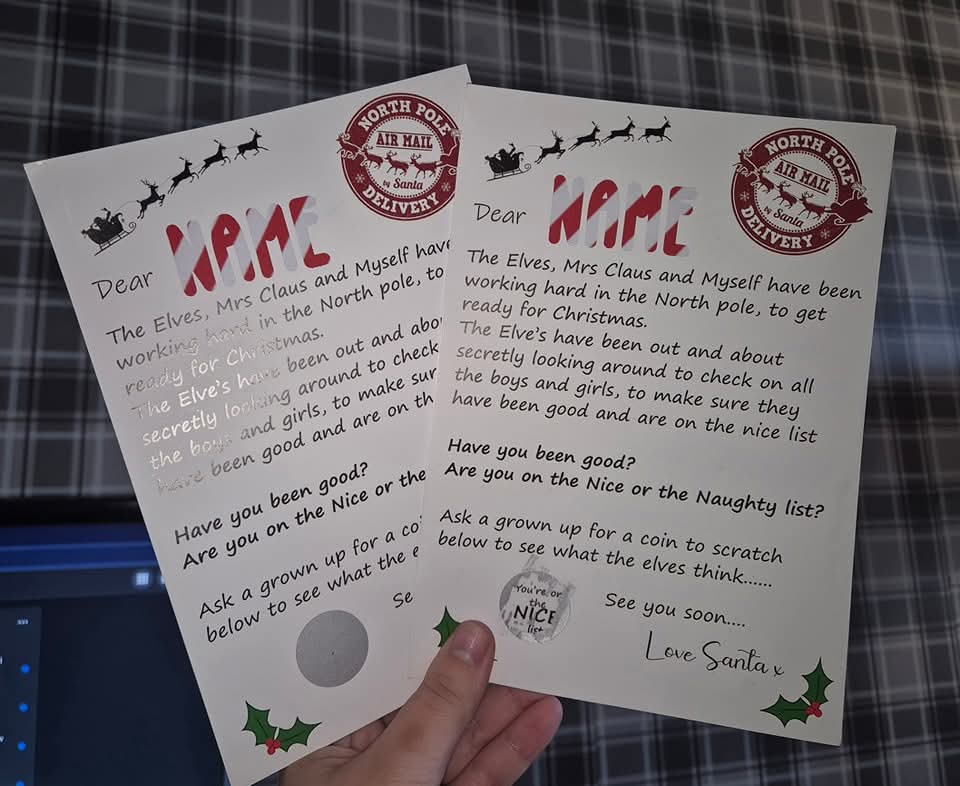 NORTH POLE
AIR MAIL
by Santa
DELIVERY
Dear NAME
The Elves, Mrs Claus and Myself have
working hard in the North pole, to
ready for Christmas.
The Elve's have been out and abou
secretly looking around to check
the boys and girls, to make sur
have been good and are on th
Have you been good?
Are you on the Nice or the
Ask a grown up for a co
below to see what the e
Se
NORTH POLE
AIR MAIL
by Santa
DELIVERY
Dear NAME
The Elves, Mrs Claus and Myself have been
working hard in the North pole, to get
ready for Christmas.
The Elve's have been out and about
secretly looking around to check on all
the boys and girls, to make sure they
have been good and are on the nice list
Have you been good?
Are you on the Nice or the Naughty list?
Ask a grown up for a coin to scratch
below to see what the elves think......
You're on
the
NICE
list
See you soon....
Love Santa x